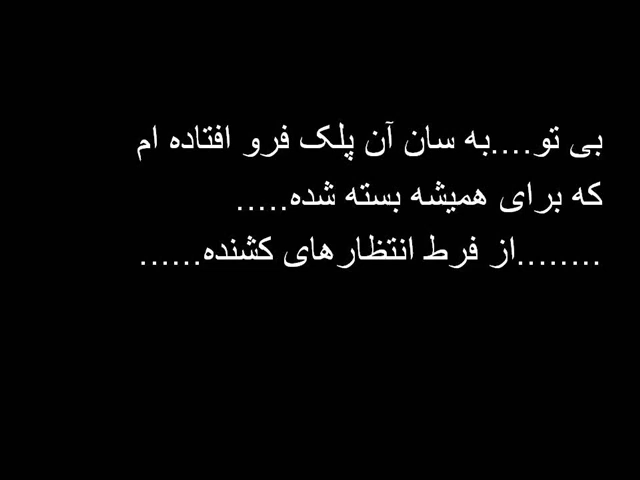 بی تو....به سان آن پلک فرو افتاده ام
که برای همیشه بسته شده.....
........از فرط انتظارهای کشنده......